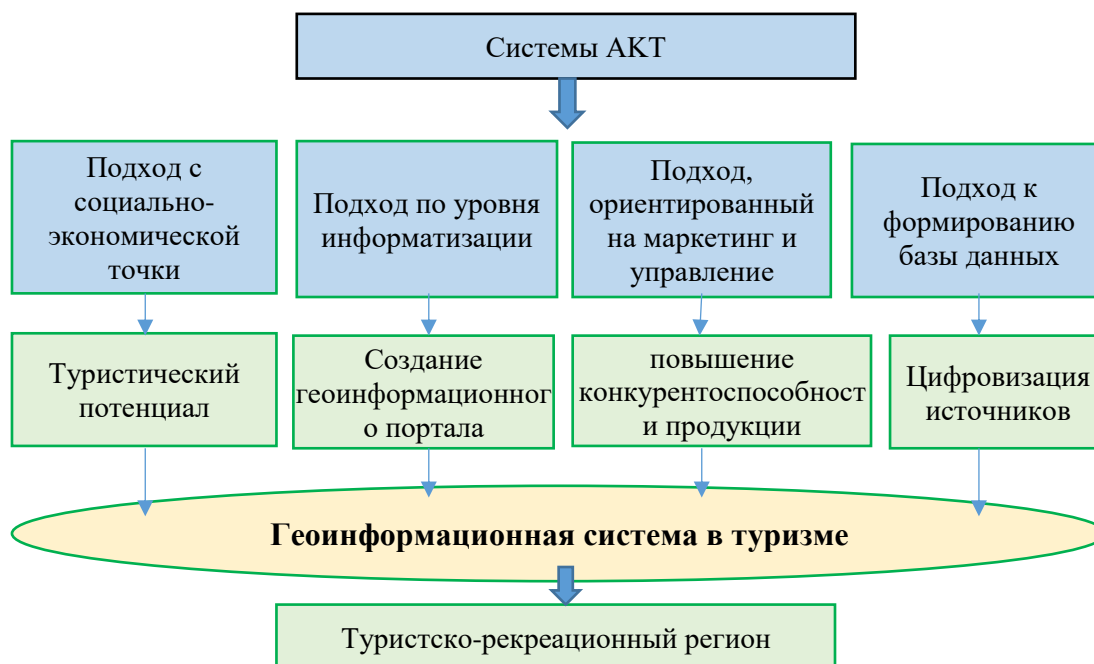 Системы АКТ
Подход с
социально-
экономической
точки
Подход по уровня
информатизации
Подход,
ориентированный
на маркетинг и
управление
Подход к
формированию
базы данных
Туристический
потенциал
Создание
геоинформационног
о портала
повышение
конкурентоспособност
и продукции
Цифровизация
источников
Геоинформационная система в туризме
Туристско-рекреационный регион